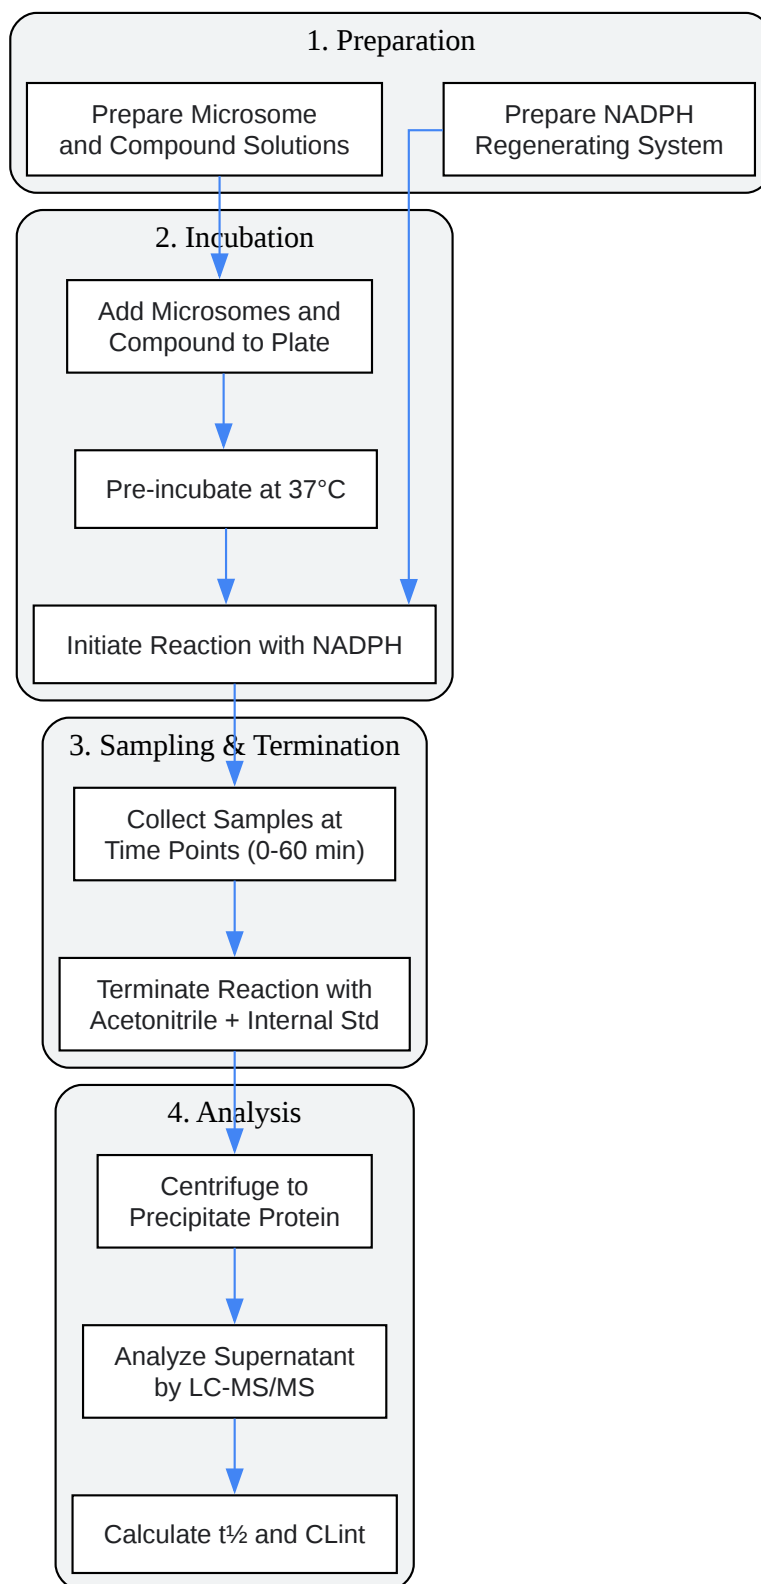 1. Preparation
Prepare Microsome
and Compound Solutions
Prepare NADPH
Regenerating System
2. Incubation
Add Microsomes and
Compound to Plate
Pre-incubate at 37°C
Initiate Reaction with NADPH
3. Sampling & Termination
Collect Samples at
Time Points (0-60 min)
Terminate Reaction with
Acetonitrile + Internal Std
4. Analysis
Centrifuge to
Precipitate Protein
Analyze Supernatant
by LC-MS/MS
Calculate t½ and CLint